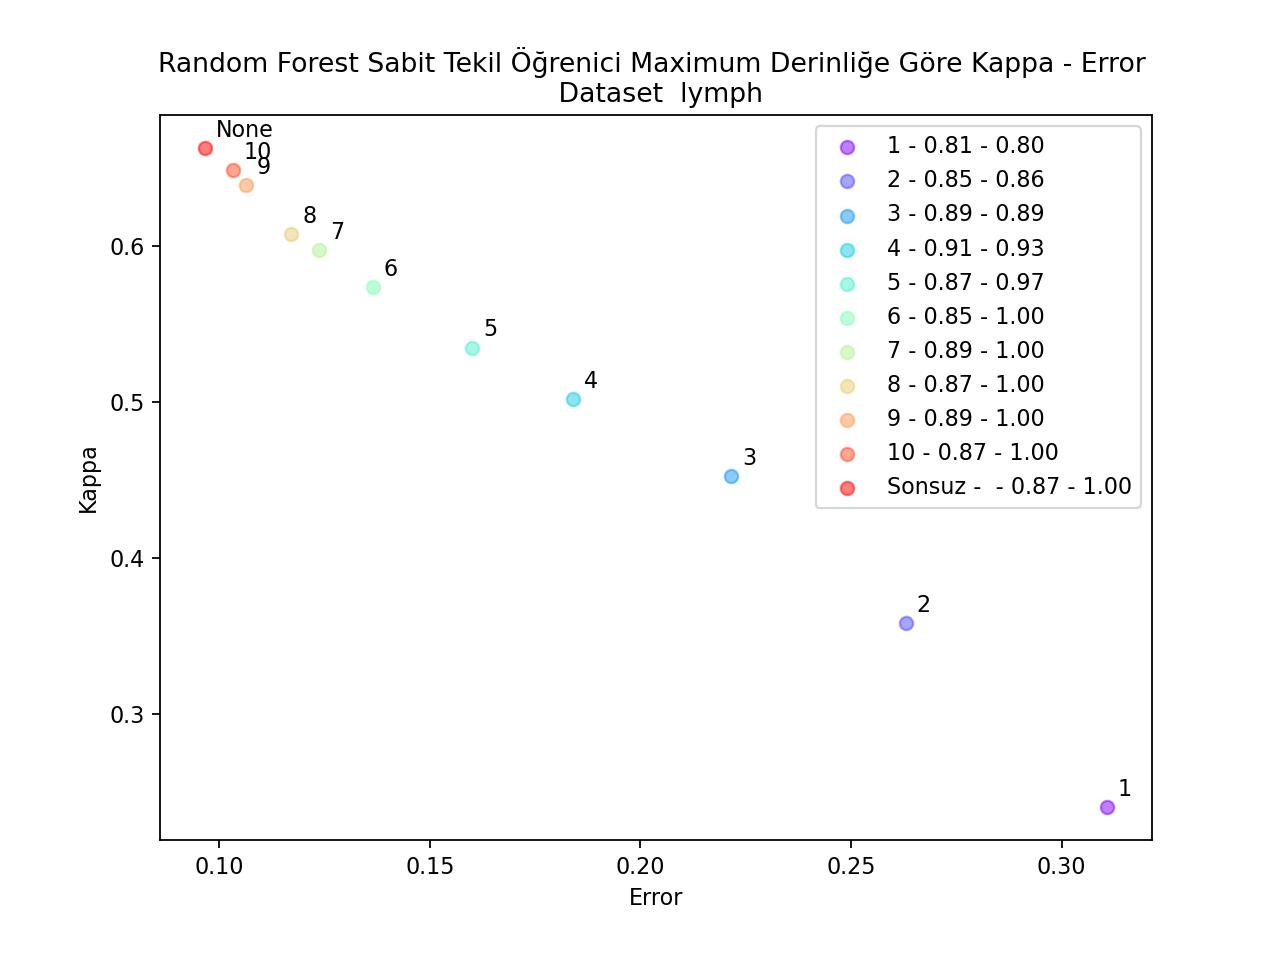 Random Forest Sabit Tekil Öğrenici Maximum Derinliğe Göre Kappa - Error
Dataset  lymph
None
10
9
8
7
6
5
4
3
2
1
1 - 0.81 - 0.80
2 - 0.85 - 0.86
3 - 0.89 - 0.89
4 - 0.91 - 0.93
5 - 0.87 - 0.97
6 - 0.85 - 1.00
7 - 0.89 - 1.00
8 - 0.87 - 1.00
9 - 0.89 - 1.00
10 - 0.87 - 1.00
Sonsuz -  - 0.87 - 1.00
Kappa
0.6
0.5
0.4
0.3
0.10 0.15 0.20 0.25 0.30
Error